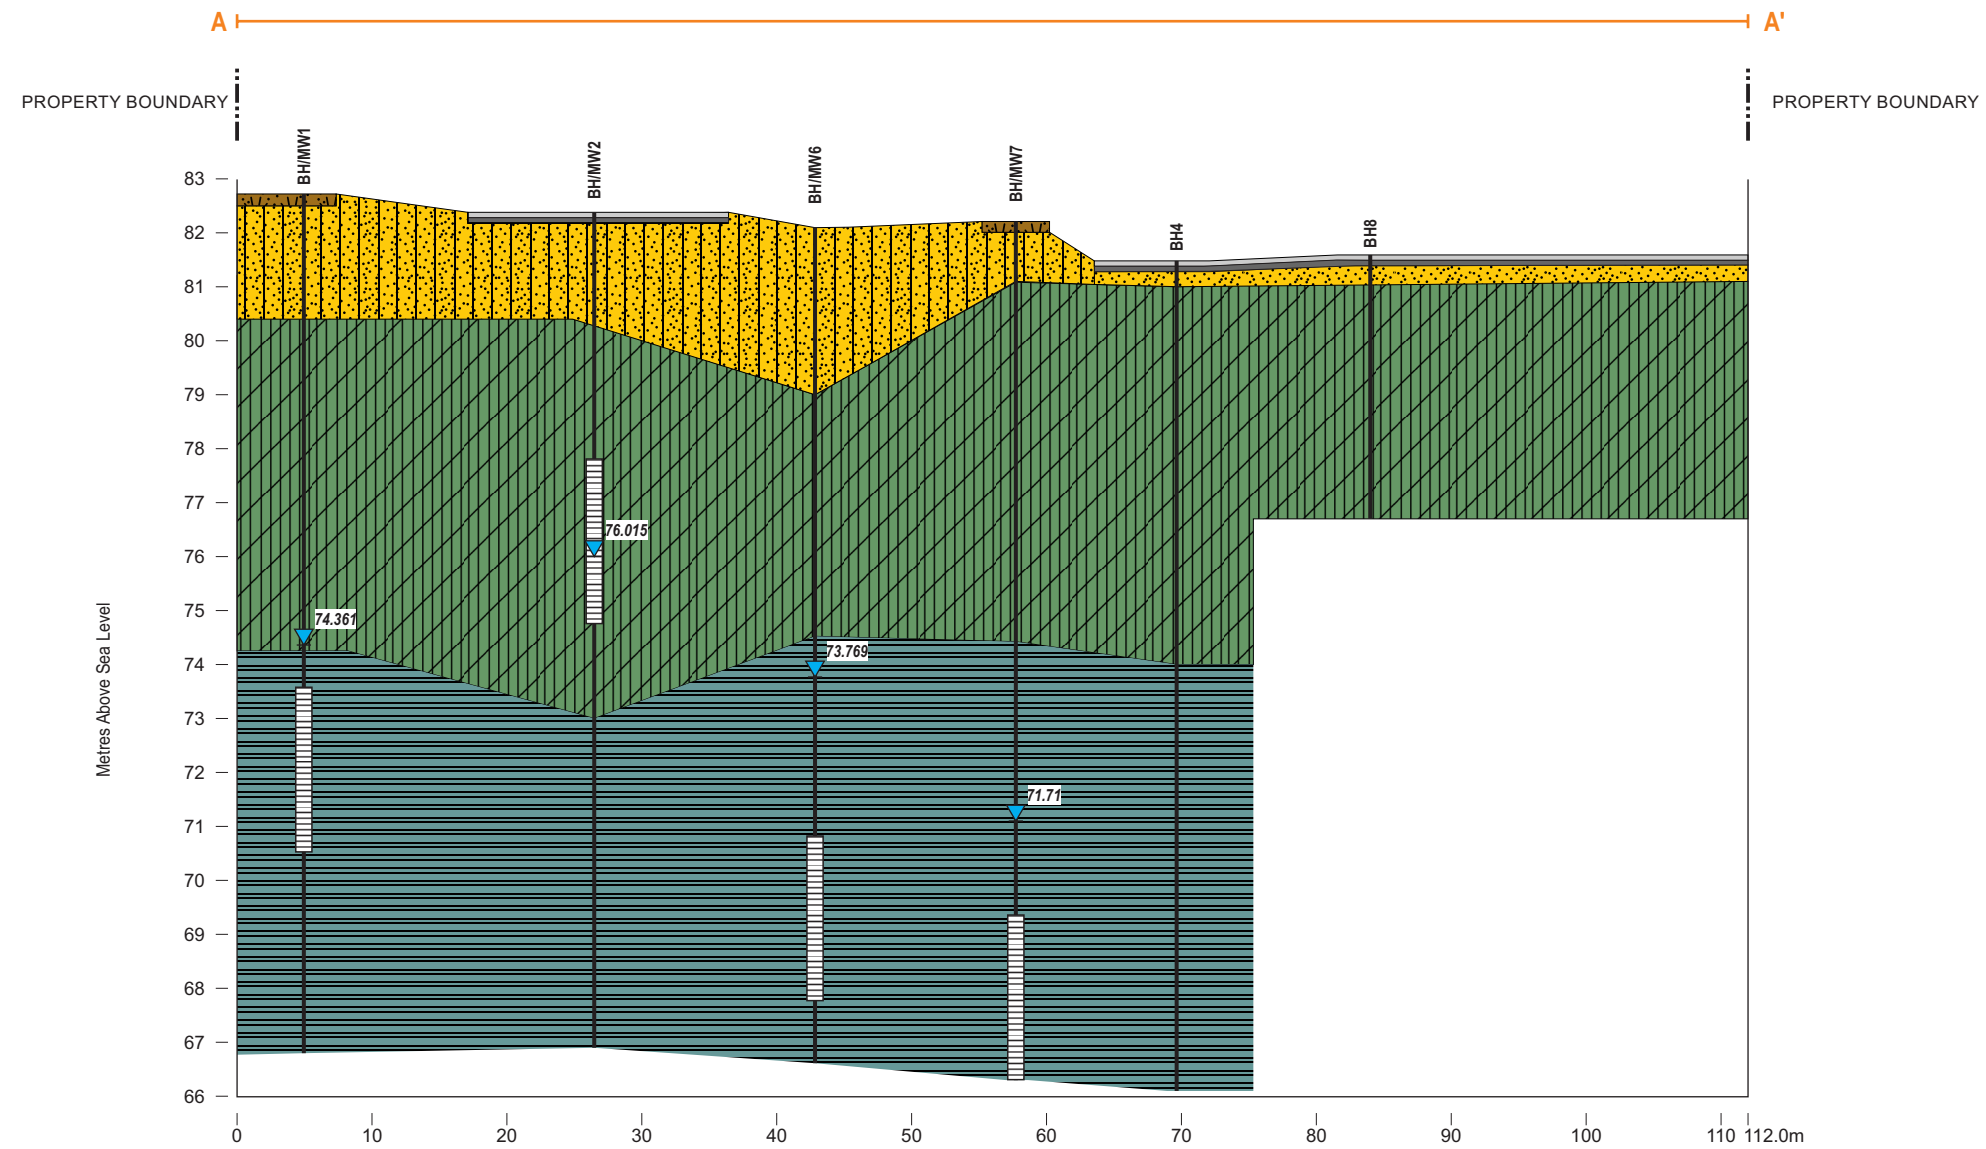 A A'
PROPERTY BOUNDARY PROPERTY BOUNDARY
BH/MW1
BH/MW2
BH/MW6
BH/MW7
BH4
BH8
83
82
81
80
79
78
77
76
75
74
73
72
71
70
69
68
67
66
Metres Above Sea Level
76.015
74.361
73.769
71.71
0 10 20 30 40 50 60 70 80 90 100 110 112.0m